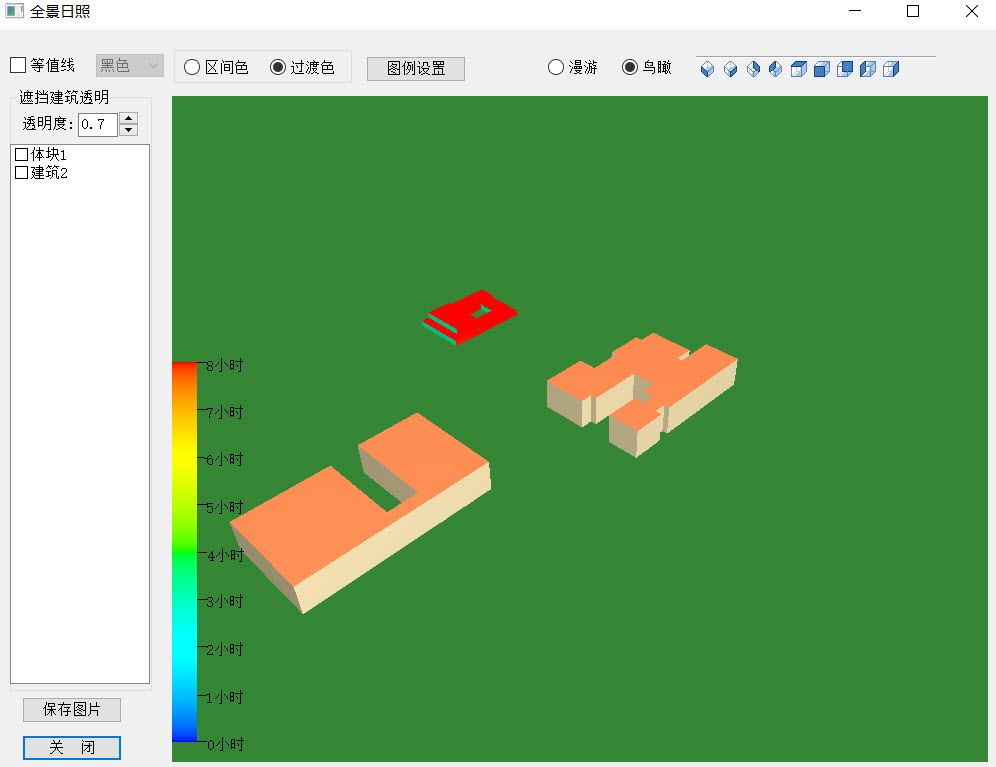 全景日照
等值线 黑色 区间色 过渡色 图例设置 漫游 鸟瞰
遮挡建筑透明
透明度: 0.7
体块1
建筑2
8小时
7小时
6小时
5小时
4小时
3小时
2小时
1小时
0小时
保存图片
关 闭